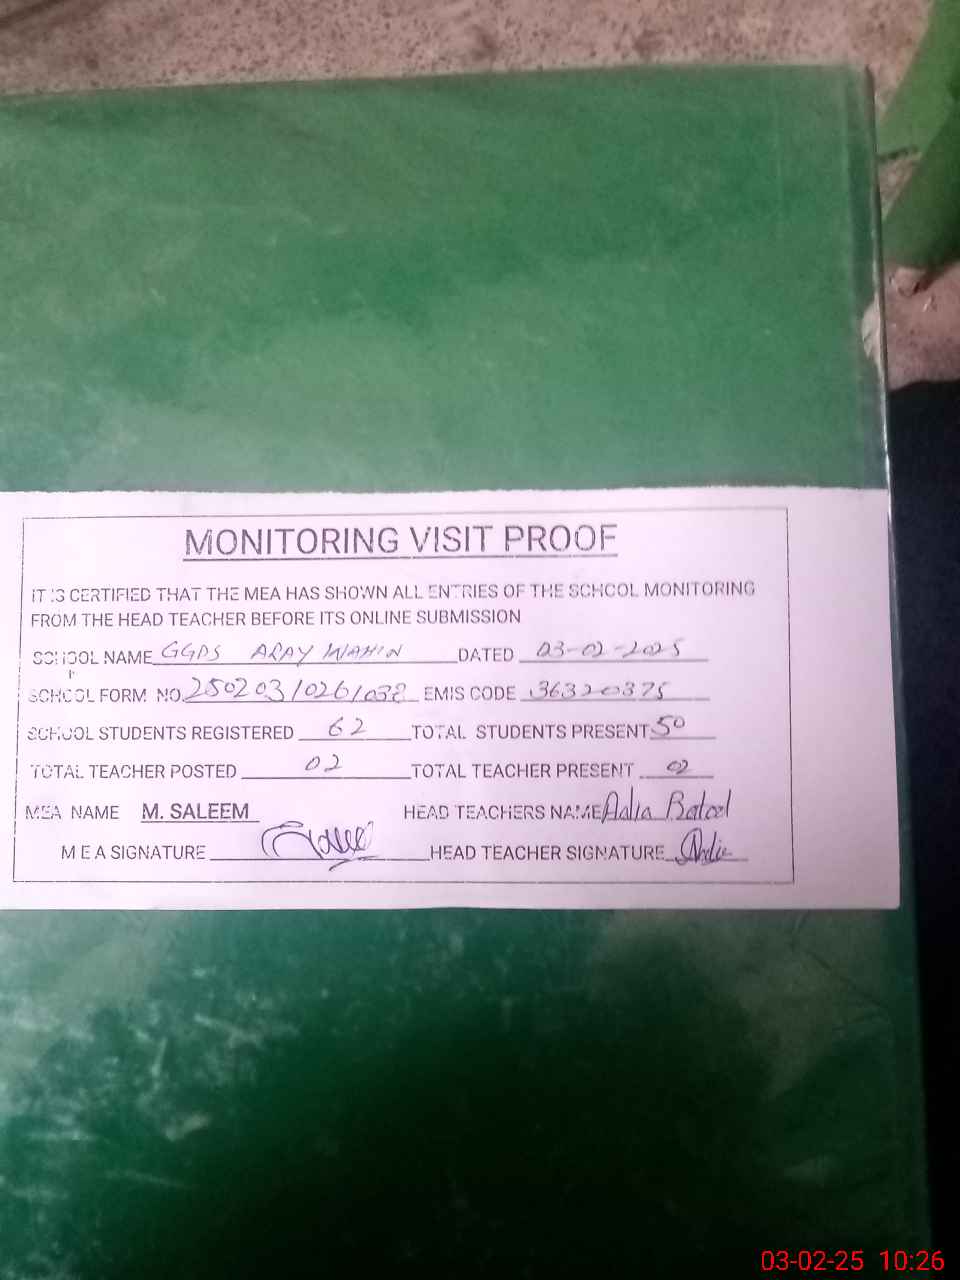 MONITORING VISIT PROOF
IT IS CERTIFIED THAT THE MEA HAS SHOWN ALL ENTRIES OF THE SCHOOL MONITORING
FROM THE HEAD TEACHER BEFORE ITS ONLINE SUBMISSION
SCHOOL NAME GGPS ARAY WAHIN DATED 03-02-2025
SCHOOL FORM NO. EMIS CODE 36320375
SCHOOL STUDENTS REGISTERED 62 TOTAL STUDENTS PRESENT 50
TOTAL TEACHER POSTED 02 TOTAL TEACHER PRESENT 02
MEA NAME M. SALEEM HEAD TEACHERS NAME Aalia Batool
M E A SIGNATURE HEAD TEACHER SIGNATURE
03-02-25 10:26